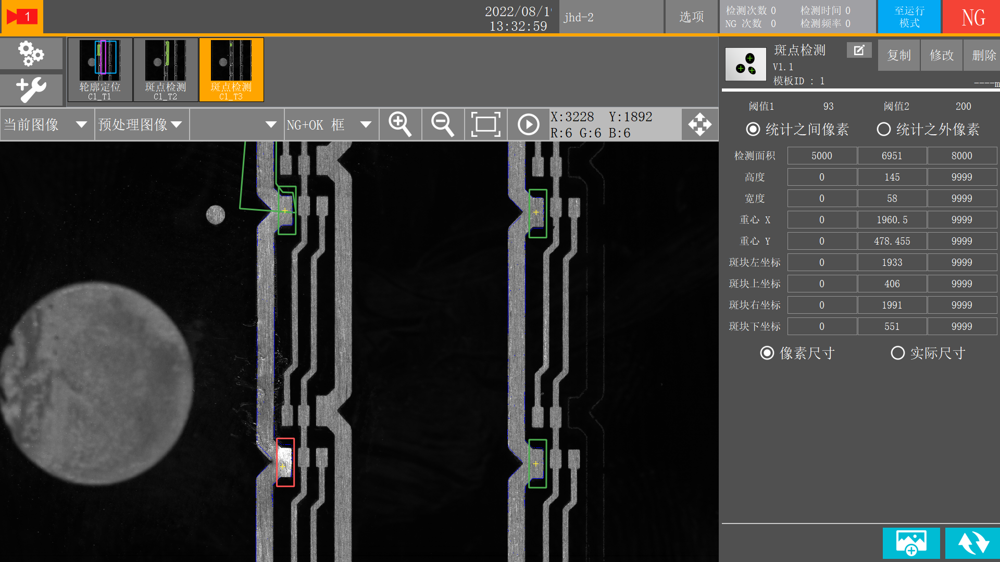 1
2022/08/1
13:32:59
jhd-2
选项
检测次数 0
检测时间 0
NG 次数 0
检测频率 0
至运行
模式
NG
轮廓定位
C1_T1
斑点检测
C1_T2
斑点检测
C1_T3
斑点检测
V1.1
模板ID : 1
复制
修改
删除
----m
当前图像
预处理图像
NG+OK 框
X:3228 Y:1892
R:6 G:6 B:6
阈值1 93 阈值2 200
统计之间像素 统计之外像素
检测面积 5000 6951 8000
高度 0 145 9999
宽度 0 58 9999
重心 X 0 1960.5 9999
重心 Y 0 478.455 9999
斑块左坐标 0 1933 9999
斑块上坐标 0 406 9999
斑块右坐标 0 1991 9999
斑块下坐标 0 551 9999
像素尺寸 实际尺寸